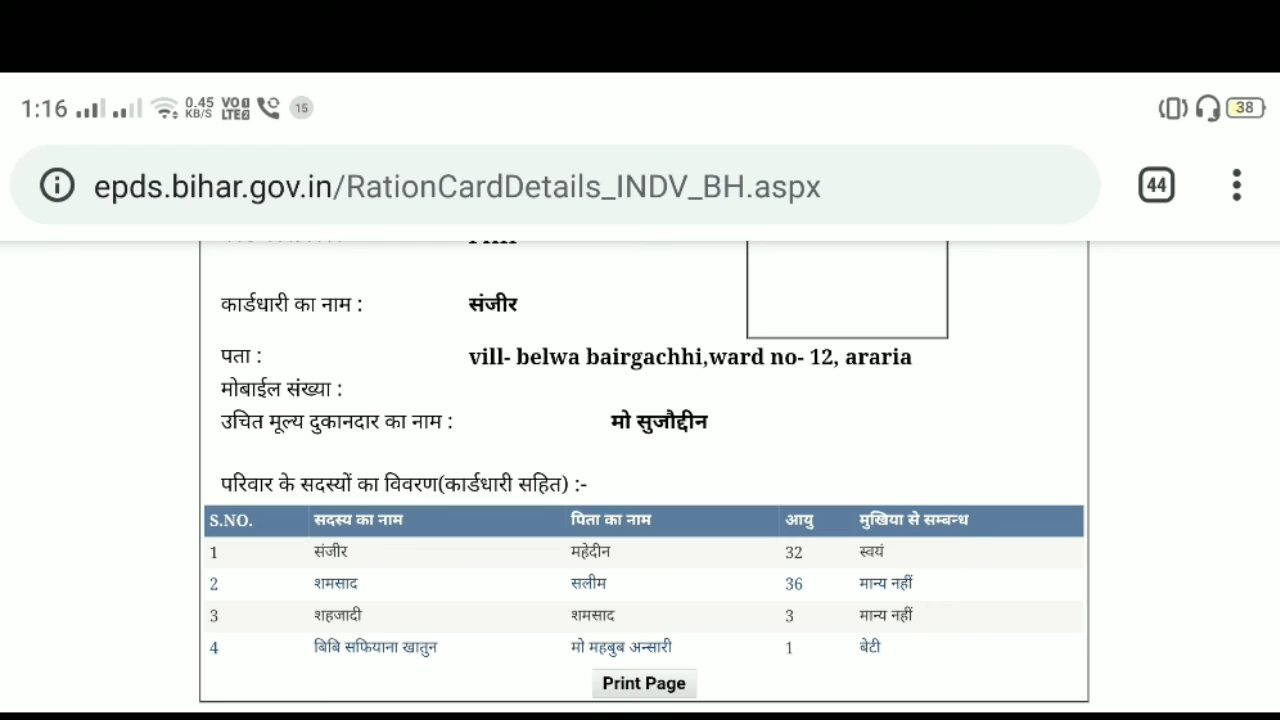 1:16 0.45 KB/S VO LTE 15 38
epds.bihar.gov.in/RationCardDetails_INDV_BH.aspx 44
कार्डधारी का नाम : संजीर
पता : vill- belwa bairgachhi,ward no- 12, araria
मोबाईल संख्या :
उचित मूल्य दुकानदार का नाम : मो सुजौद्दीन
परिवार के सदस्यों का विवरण(कार्डधारी सहित) :-
S.NO. सदस्य का नाम पिता का नाम आयु मुखिया से सम्बन्ध
1 संजीर महेदीन 32 स्वयं
2 शमसाद सलीम 36 मान्य नहीं
3 शहजादी शमसाद 3 मान्य नहीं
4 बिबि सफियाना खातुन मो महबुब अन्सारी 1 बेटी
Print Page